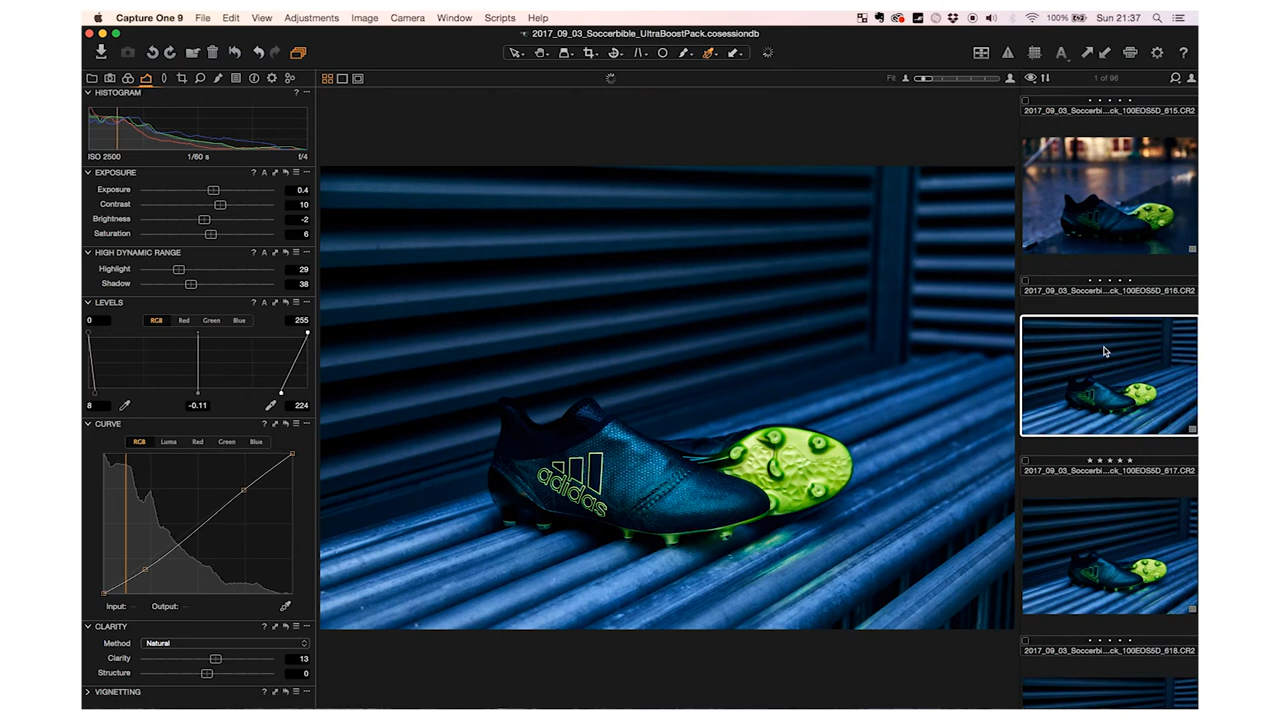 Capture One 9 File Edit View Adjustments Image Camera Window Scripts Help 100% Sun 21:37
2017_09_03_Soccerbible_UltraBoostPack.cosessiondb
Fit 1 of 96
HISTOGRAM
ISO 2500 1/60 s f/4
EXPOSURE
Exposure 0.4
Contrast 10
Brightness -2
Saturation 6
HIGH DYNAMIC RANGE
Highlight 29
Shadow 38
LEVELS
0 RGB Red Green Blue 255
8 -0.11 224
CURVE
RGB Luma Red Green Blue
Input: -- Output: --
CLARITY
Method Natural
Clarity 13
Structure 0
VIGNETTING
adidas
2017_09_03_Soccerbi...ck_100EOS5D_615.CR2
2017_09_03_Soccerbi...ck_100EOS5D_616.CR2
2017_09_03_Soccerbi...ck_100EOS5D_617.CR2
2017_09_03_Soccerbi...ck_100EOS5D_618.CR2